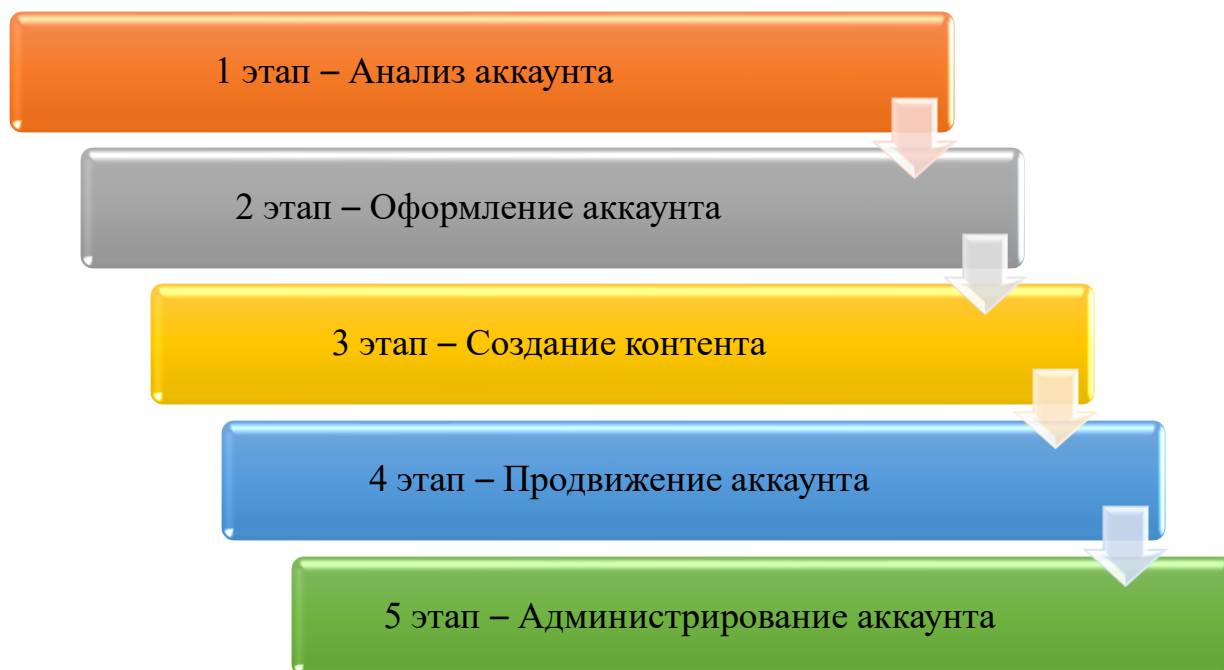 1 этап – Анализ аккаунта
2 этап – Оформление аккаунта
3 этап – Создание контента
4 этап – Продвижение аккаунта
5 этап – Администрирование аккаунта